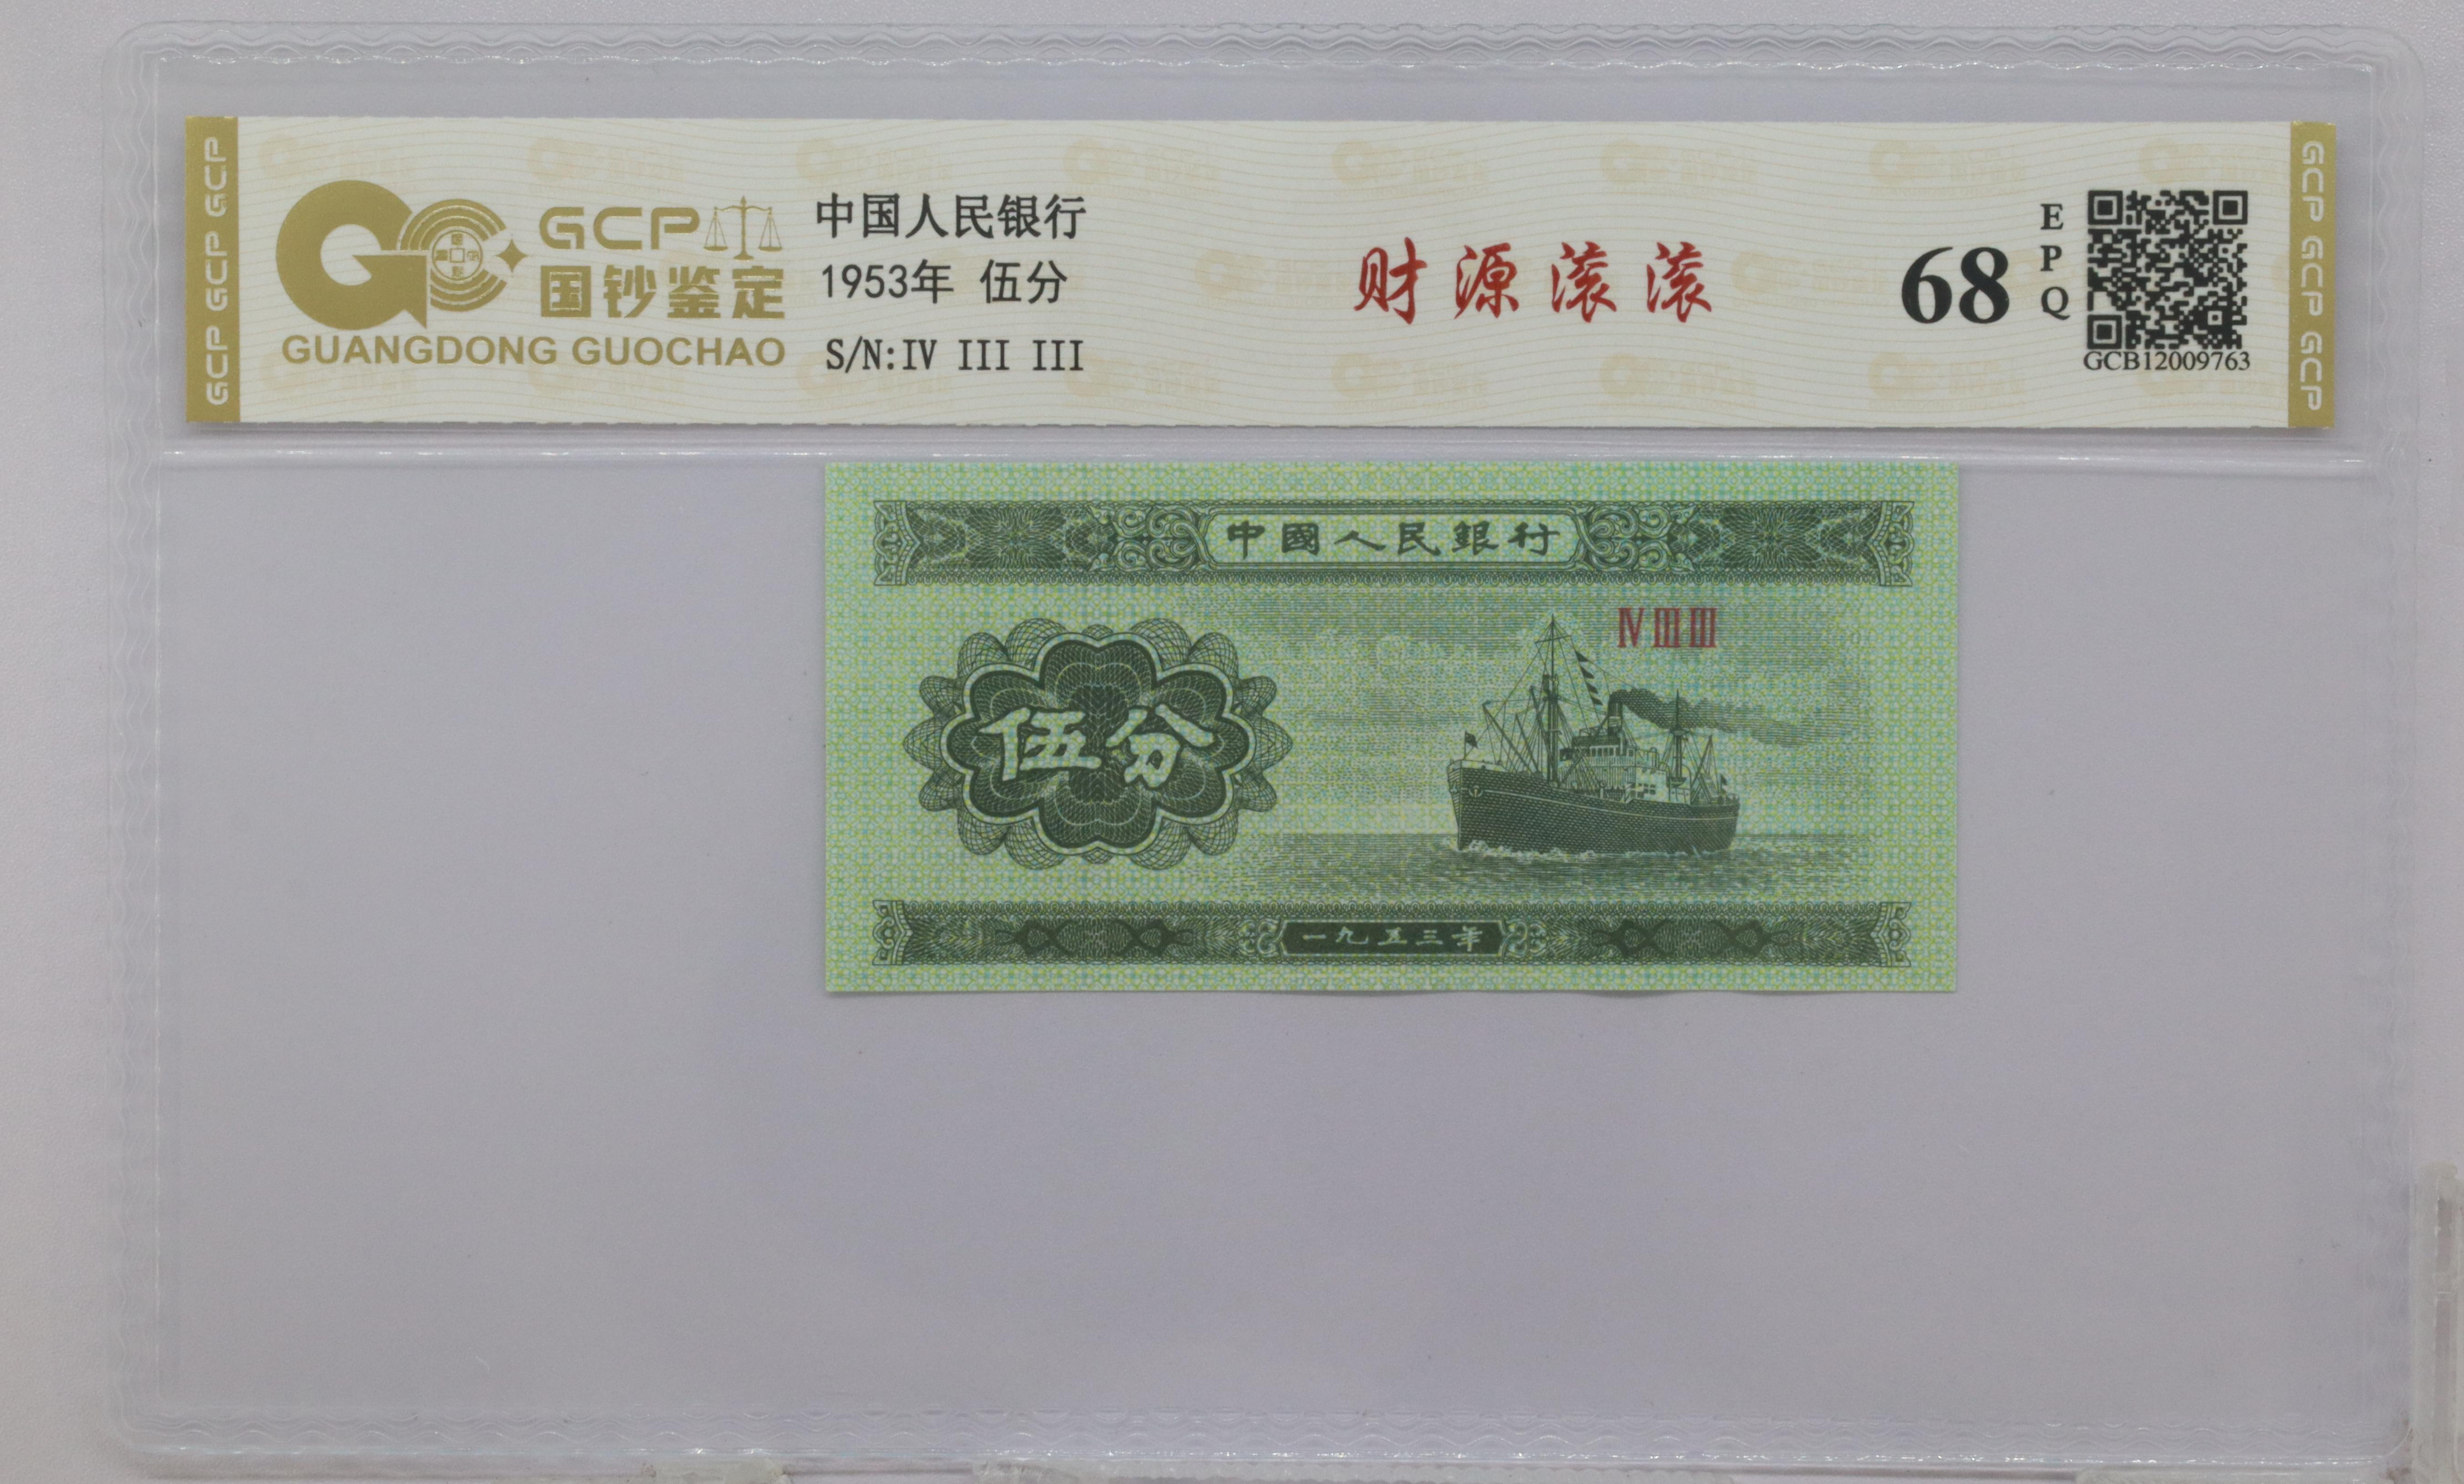 GCP GCP GCP
GCP
国钞鉴定
GUANGDONG GUOCHAO
中国人民银行
1953年 伍分
S/N:IV III III
财源滚滚
68
EPQ
GCB12009763
GCP GCP GCP
中國人民銀行
IV III III
伍分
一九五三年